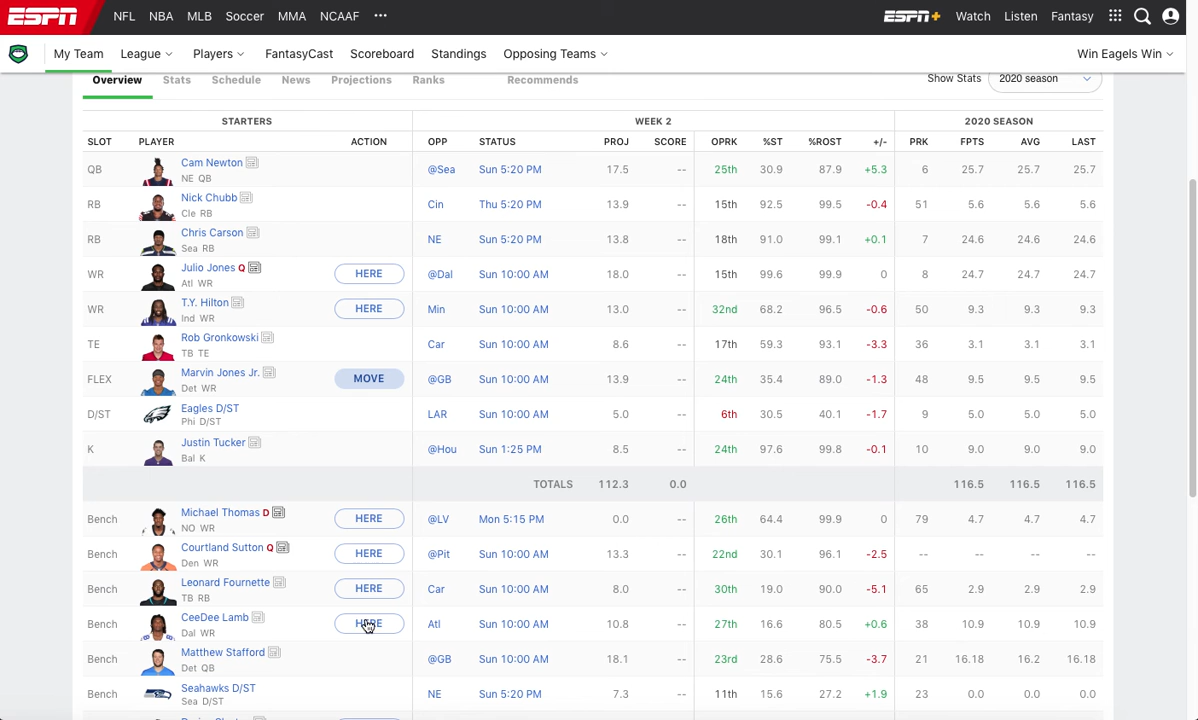 ESPN NFL NBA MLB Soccer MMA NCAAF ••• ESPN+ Watch Listen Fantasy
My Team League Players FantasyCast Scoreboard Standings Opposing Teams Win Eagels Win
Overview Stats Schedule News Projections Ranks Recommends Show Stats 2020 season
STARTERS WEEK 2 2020 SEASON
SLOT PLAYER ACTION OPP STATUS PROJ SCORE OPRK %ST %ROST +/- PRK FPTS AVG LAST
QB Cam Newton @Sea Sun 5:20 PM 17.5 -- 25th 30.9 87.9 +5.3 6 25.7 25.7 25.7
NE QB
RB Nick Chubb Cin Thu 5:20 PM 13.9 -- 15th 92.5 99.5 -0.4 51 5.6 5.6 5.6
Cle RB
RB Chris Carson NE Sun 5:20 PM 13.8 -- 18th 91.0 99.1 +0.1 7 24.6 24.6 24.6
Sea RB
WR Julio Jones Q HERE @Dal Sun 10:00 AM 18.0 -- 15th 99.6 99.9 0 8 24.7 24.7 24.7
Atl WR
WR T.Y. Hilton HERE Min Sun 10:00 AM 13.0 -- 32nd 68.2 96.5 -0.6 50 9.3 9.3 9.3
Ind WR
TE Rob Gronkowski Car Sun 10:00 AM 8.6 -- 17th 59.3 93.1 -3.3 36 3.1 3.1 3.1
TB TE
FLEX Marvin Jones Jr. MOVE @GB Sun 10:00 AM 13.9 -- 24th 35.4 89.0 -1.3 48 9.5 9.5 9.5
Det WR
D/ST Eagles D/ST LAR Sun 10:00 AM 5.0 -- 6th 30.5 40.1 -1.7 9 5.0 5.0 5.0
Phi D/ST
K Justin Tucker @Hou Sun 1:25 PM 8.5 -- 24th 97.6 99.8 -0.1 10 9.0 9.0 9.0
Bal K
TOTALS 112.3 0.0 116.5 116.5 116.5
Bench Michael Thomas D HERE @LV Mon 5:15 PM 0.0 -- 26th 64.4 99.9 0 79 4.7 4.7 4.7
NO WR
Bench Courtland Sutton Q HERE @Pit Sun 10:00 AM 13.3 -- 22nd 30.1 96.1 -2.5 -- -- -- --
Den WR
Bench Leonard Fournette HERE Car Sun 10:00 AM 8.0 -- 30th 19.0 90.0 -5.1 65 2.9 2.9 2.9
TB RB
Bench CeeDee Lamb HERE Atl Sun 10:00 AM 10.8 -- 27th 16.6 80.5 +0.6 38 10.9 10.9 10.9
Dal WR
Bench Matthew Stafford @GB Sun 10:00 AM 18.1 -- 23rd 28.6 75.5 -3.7 21 16.18 16.2 16.18
Det QB
Bench Seahawks D/ST NE Sun 5:20 PM 7.3 -- 11th 15.6 27.2 +1.9 23 0.0 0.0 0.0
Sea D/ST